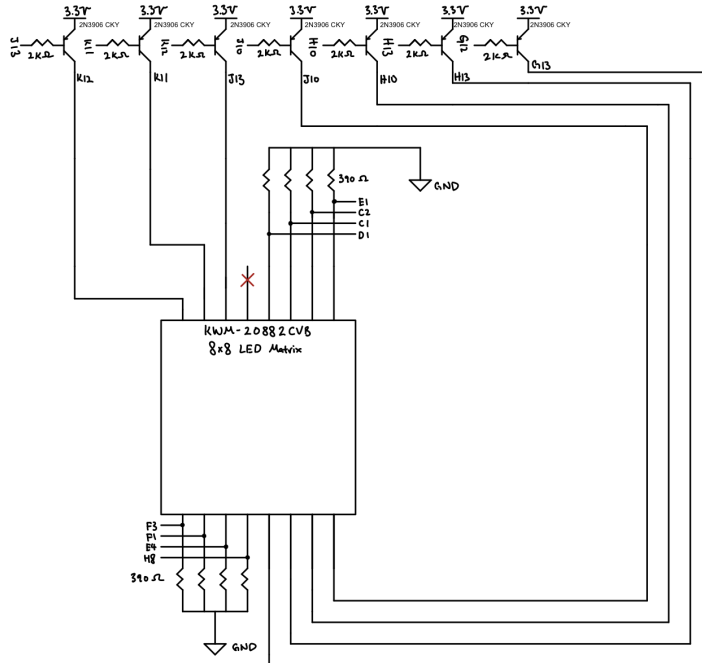 3.3V 3.3V 3.3V 3.3V 3.3V 3.3V 3.3V
2N3906 CKY 2N3906 CKY 2N3906 CKY 2N3906 CKY 2N3906 CKY 2N3906 CKY 2N3906 CKY
J13 K11 K12 J10 H10 H13 G12
2KΩ 2KΩ 2KΩ 2KΩ 2KΩ 2KΩ 2KΩ
K12 K11 J13 J10 H10 H13 G13
390 Ω
GND
E1
C2
C1
D1
KWM-20882CVB
8x8 LED Matrix
F3
F1
E4
H8
390 Ω
GND